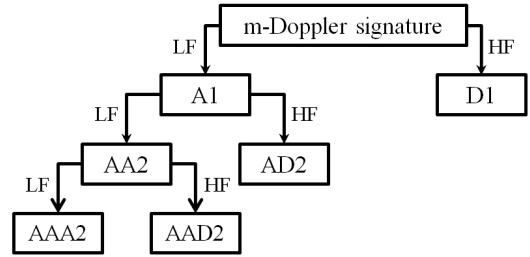 m-Doppler signature
LF
HF
A1
D1
LF
HF
AA2
AD2
LF
HF
AAA2
AAD2